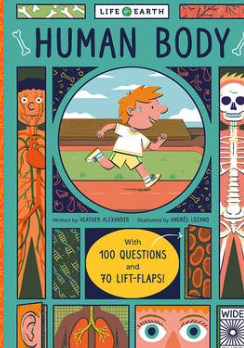 LIFE ON EARTH
HUMAN BODY
Written by HEATHER ALEXANDER
Illustrated by ANDRÉS LOZANO
With
100 QUESTIONS
and
70 LIFT-FLAPS!
WIDE